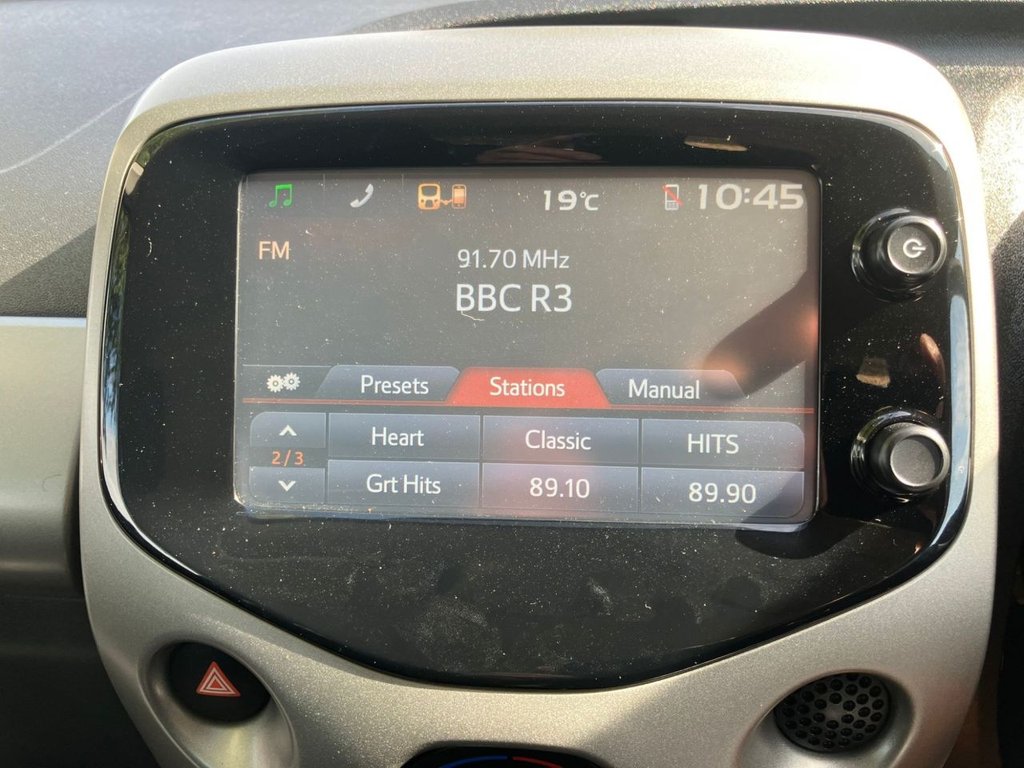 19°C 10:45
FM
91.70 MHz
BBC R3
Presets Stations Manual
Heart Classic HITS
2/3
Grt Hits 89.10 89.90